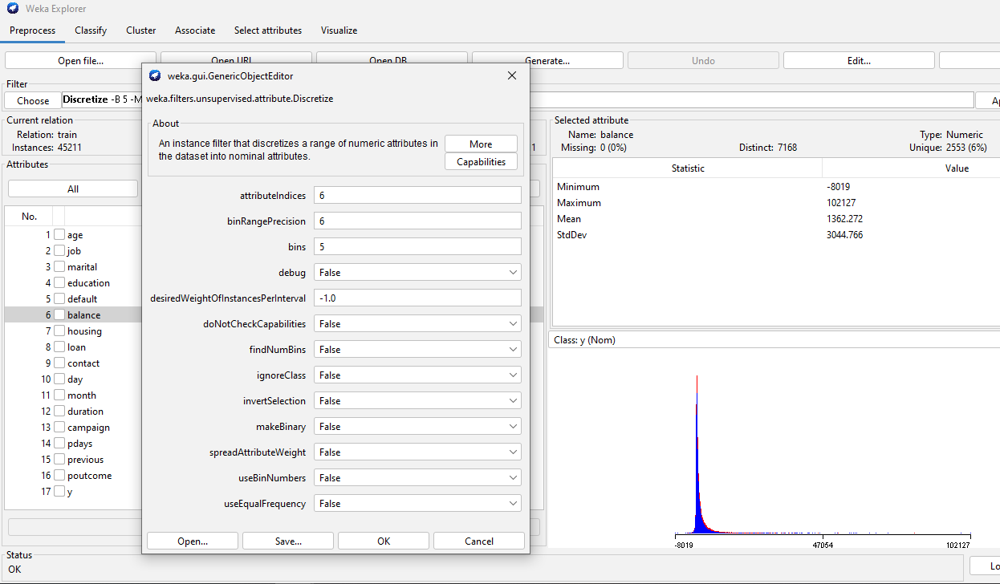 Weka Explorer
Preprocess Classify Cluster Associate Select attributes Visualize
Open file... Open URL Open DB Generate... Undo Edit...
Filter
Choose Discretize -B 5 -M
Current relation
Relation: train
Instances: 45211
Attributes
All
No.
1 age
2 job
3 marital
4 education
5 default
6 balance
7 housing
8 loan
9 contact
10 day
11 month
12 duration
13 campaign
14 pdays
15 previous
16 poutcome
17 y
Status
OK
weka.gui.GenericObjectEditor
weka.filters.unsupervised.attribute.Discretize
About
An instance filter that discretizes a range of numeric attributes in
the dataset into nominal attributes.
More
Capabilities
attributeIndices 6
binRangePrecision 6
bins 5
debug False
desiredWeightOfInstancesPerInterval -1.0
doNotCheckCapabilities False
findNumBins False
ignoreClass False
invertSelection False
makeBinary False
spreadAttributeWeight False
useBinNumbers False
useEqualFrequency False
Open... Save... OK Cancel
Selected attribute
Name: balance Type: Numeric
Missing: 0 (0%) Distinct: 7168 Unique: 2553 (6%)
Statistic Value
Minimum -8019
Maximum 102127
Mean 1362.272
StdDev 3044.766
Class: y (Nom)
-8019 47054 102127